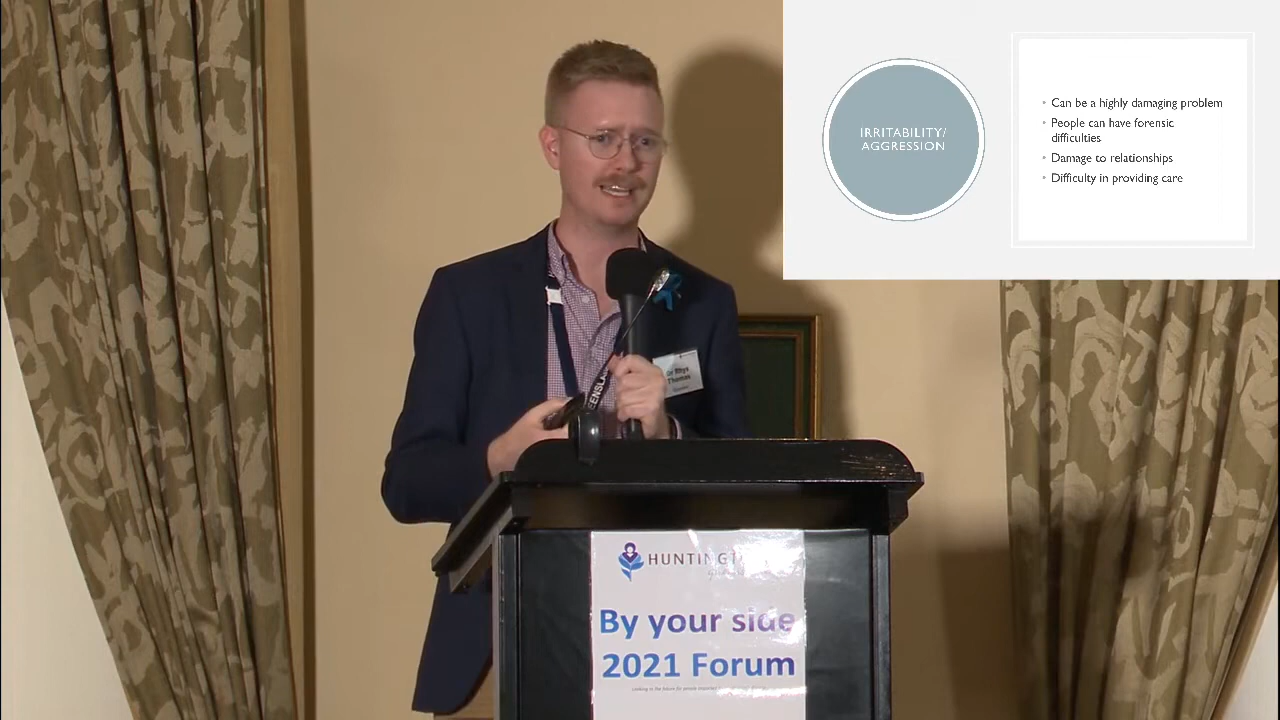 IRRITABILITY/
AGGRESSION
• Can be a highly damaging problem
• People can have forensic
difficulties
• Damage to relationships
• Difficulty in providing care
Thomas
By your side
2021 Forum